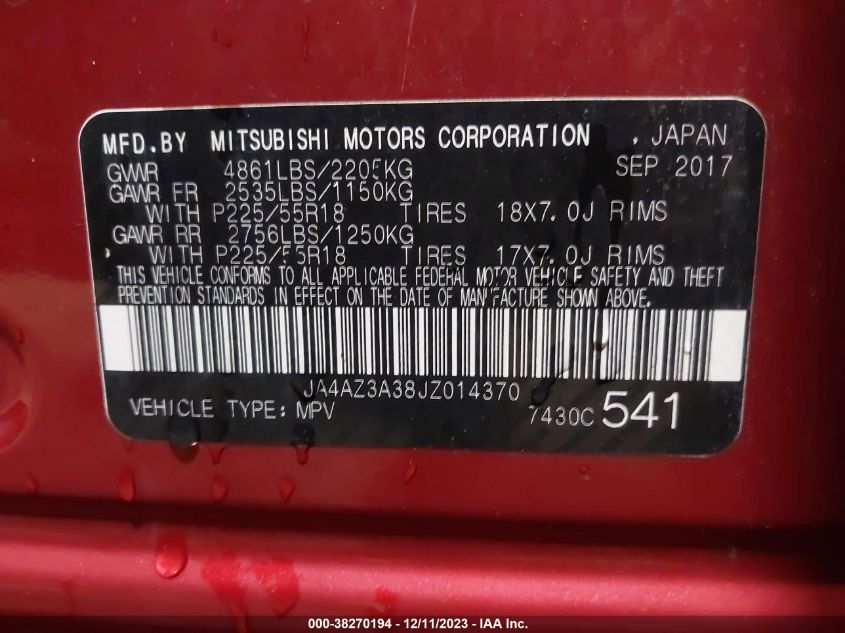 MFD.BY MITSUBISHI MOTORS CORPORATION , JAPAN
GVWR 4861LBS/2205KG SEP 2017
GAWR FR 2535LBS/1150KG
WITH P225/55R18 TIRES 18X7.0J RIMS
GAWR RR 2756LBS/1250KG
WITH P225/55R18 TIRES 17X7.0J RIMS
THIS VEHICLE CONFORMS TO ALL APPLICABLE FEDERAL MOTOR VEHICLE SAFETY AND THEFT
PREVENTION STANDARDS IN EFFECT ON THE DATE OF MANUFACTURE SHOWN ABOVE.
JA4AZ3A38JZ014370
VEHICLE TYPE: MPV 7430C 541
000-38270194 - 12/11/2023 - IAA Inc.